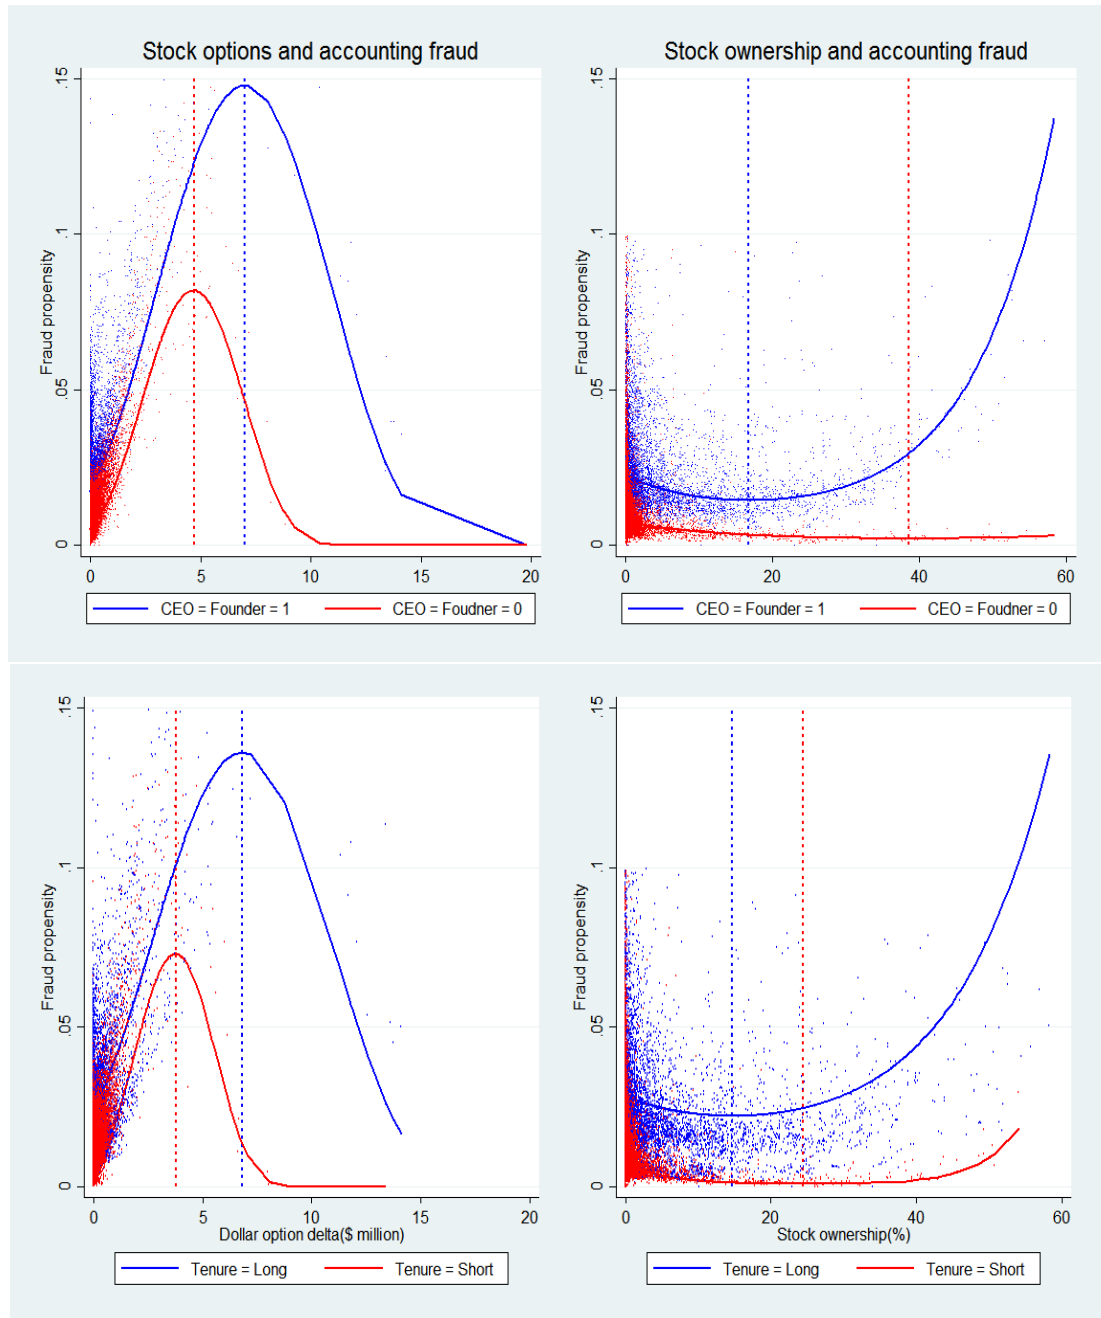 Stock options and accounting fraud
Fraud propensity
.15
.1
.05
0
0 5 10 15 20
CEO = Founder = 1 CEO = Foudner = 0
Stock ownership and accounting fraud
Fraud propensity
.15
.1
.05
0
0 20 40 60
CEO = Founder = 1 CEO = Foudner = 0
Fraud propensity
.15
.1
.05
0
0 5 10 15 20
Dollar option delta($ million)
Tenure = Long Tenure = Short
Fraud propensity
.15
.1
.05
0
0 20 40 60
Stock ownership(%)
Tenure = Long Tenure = Short